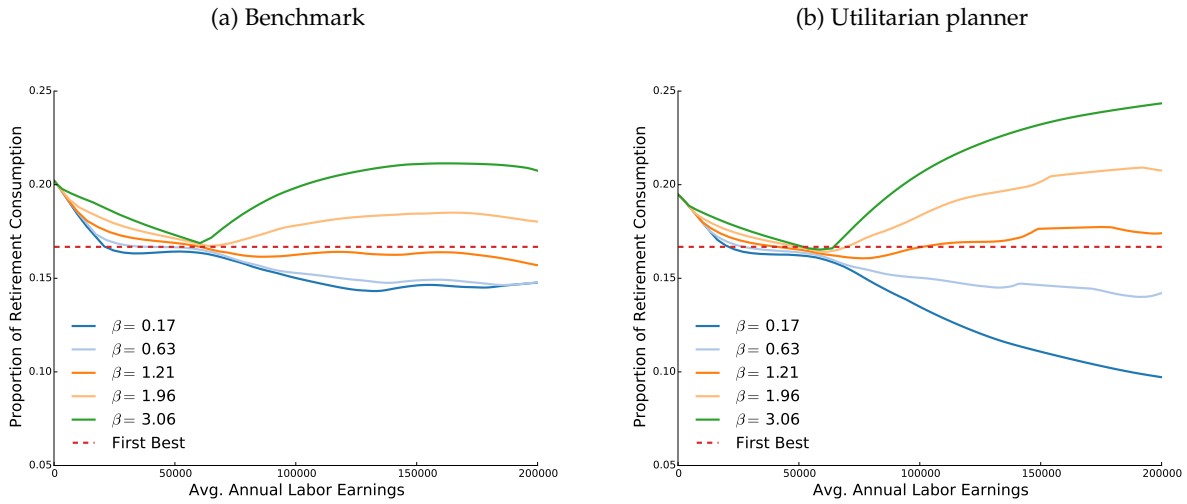 (a) Benchmark
0.25
0.20
0.15
0.10
0.05
Proportion of Retirement Consumption
β= 0.17
β= 0.63
β= 1.21
β= 1.96
β= 3.06
First Best
0
50000
100000
150000
200000
Avg. Annual Labor Earnings
(b) Utilitarian planner
0.25
0.20
0.15
0.10
0.05
Proportion of Retirement Consumption
β= 0.17
β= 0.63
β= 1.21
β= 1.96
β= 3.06
First Best
0
50000
100000
150000
200000
Avg. Annual Labor Earnings